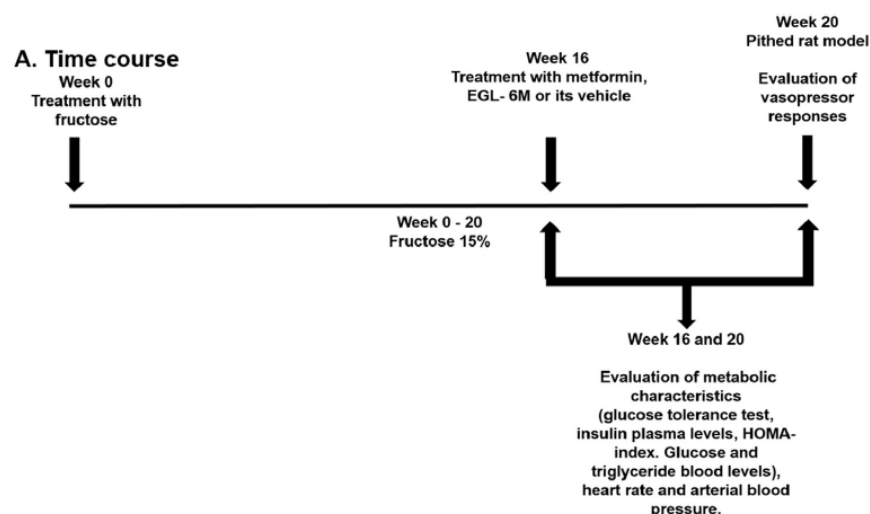 A. Time course
Week 0
Treatment with
fructose
Week 16
Treatment with metformin,
EGL- 6M or its vehicle
Week 20
Pithed rat model
Evaluation of
vasopressor
responses
Week 0 - 20
Fructose 15%
Week 16 and 20
Evaluation of metabolic
characteristics
(glucose tolerance test,
insulin plasma levels, HOMA-
index. Glucose and
triglyceride blood levels),
heart rate and arterial blood
pressure.